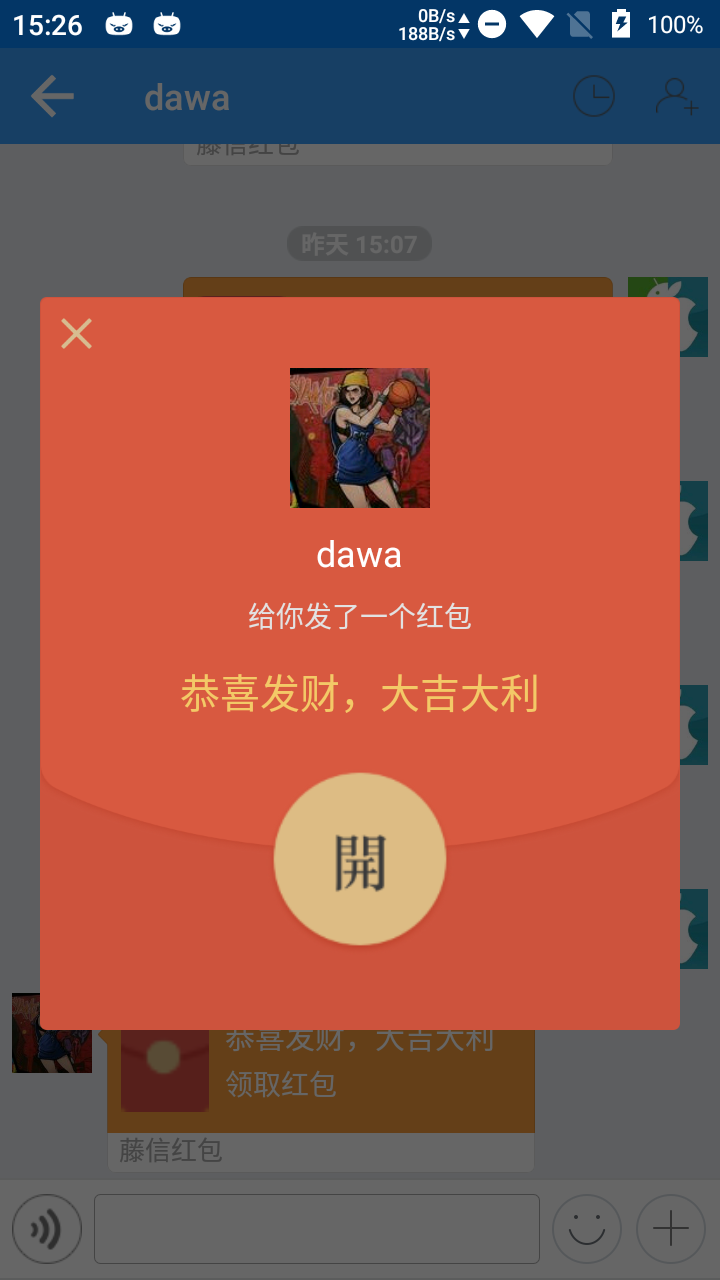 15:26
0B/s
188B/s
100%
dawa
藤信红包
昨天 15:07
dawa
给你发了一个红包
恭喜发财，大吉大利
開
恭喜发财，大吉大利
领取红包
藤信红包